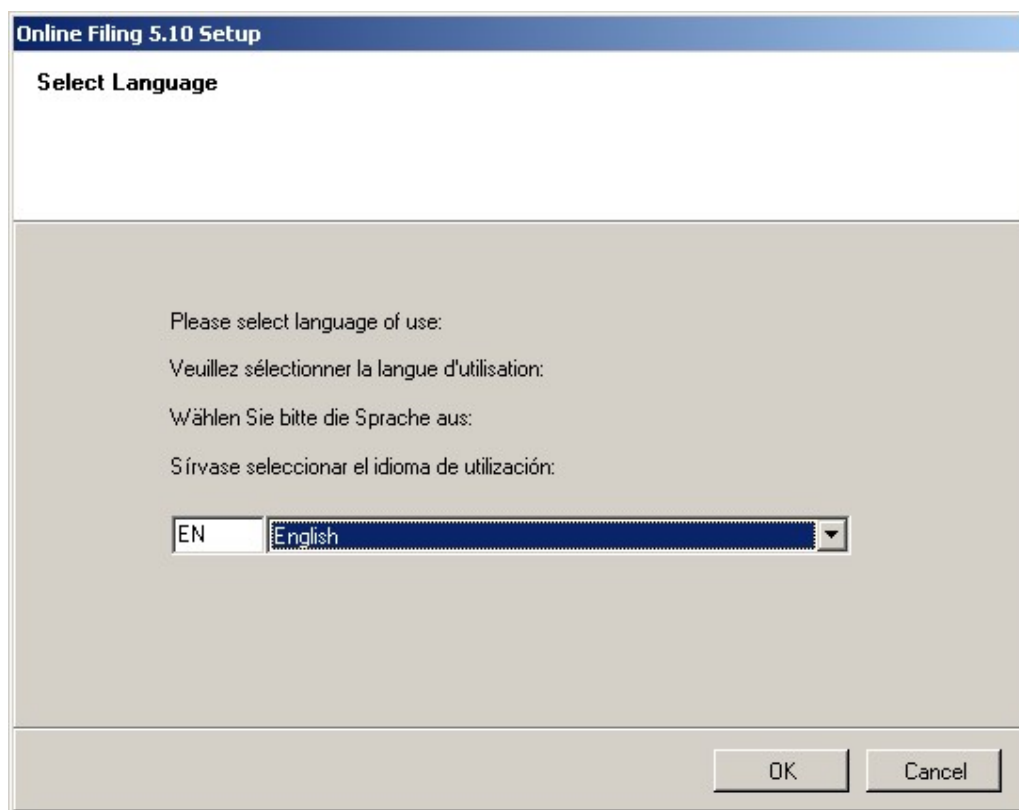 Online Filing 5.10 Setup
Select Language
Please select language of use:
Veuillez sélectionner la langue d'utilisation:
Wählen Sie bitte die Sprache aus:
Sírvase seleccionar el idioma de utilización:
EN English
OK Cancel